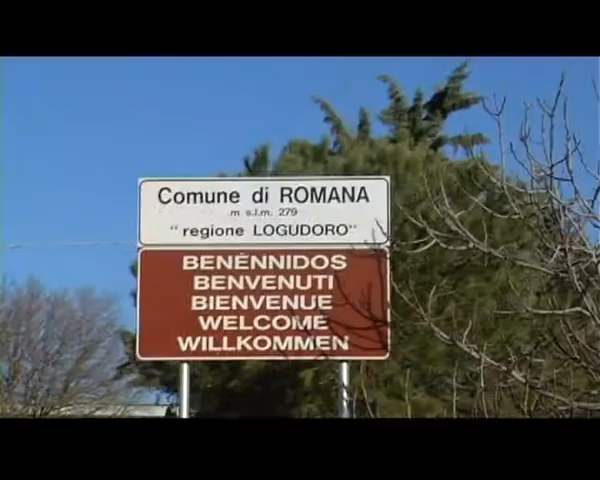 Comune di ROMANA
m s.l.m. 279
"regione LOGUDORO"
BENÈNNIDOS
BENVENUTI
BIENVENUE
WELCOME
WILLKOMMEN